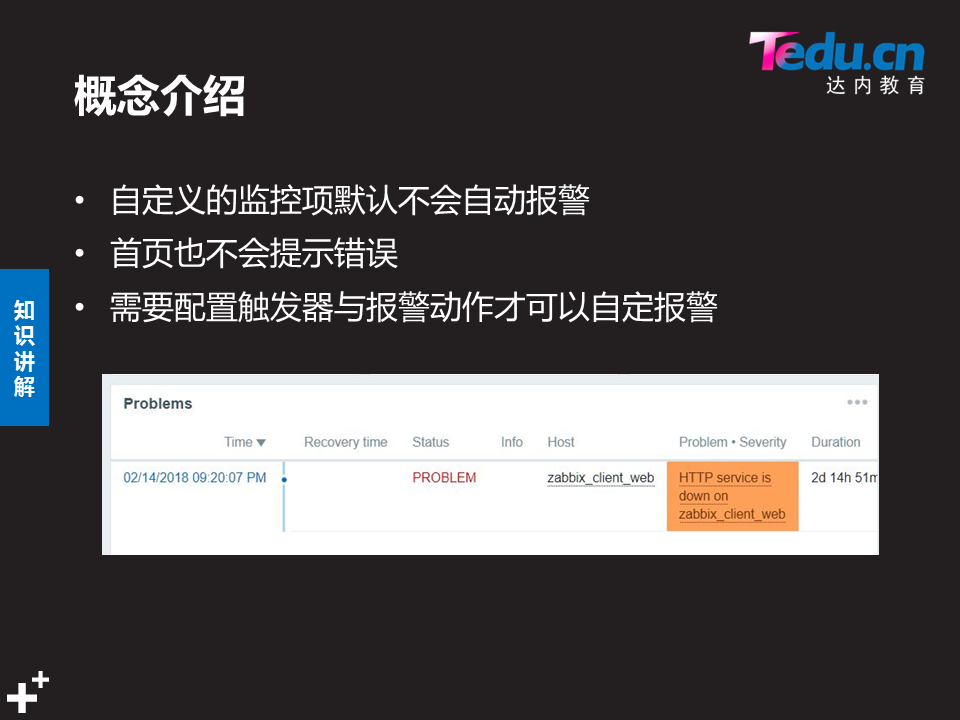 Tedu.cn
达内教育
概念介绍
• 自定义的监控项默认不会自动报警
• 首页也不会提示错误
• 需要配置触发器与报警动作才可以自定报警
知识讲解
Problems
Time ▼ Recovery time Status Info Host Problem • Severity Duration
02/14/2018 09:20:07 PM PROBLEM zabbix_client_web HTTP service is 2d 14h 51m
down on
zabbix_client_web